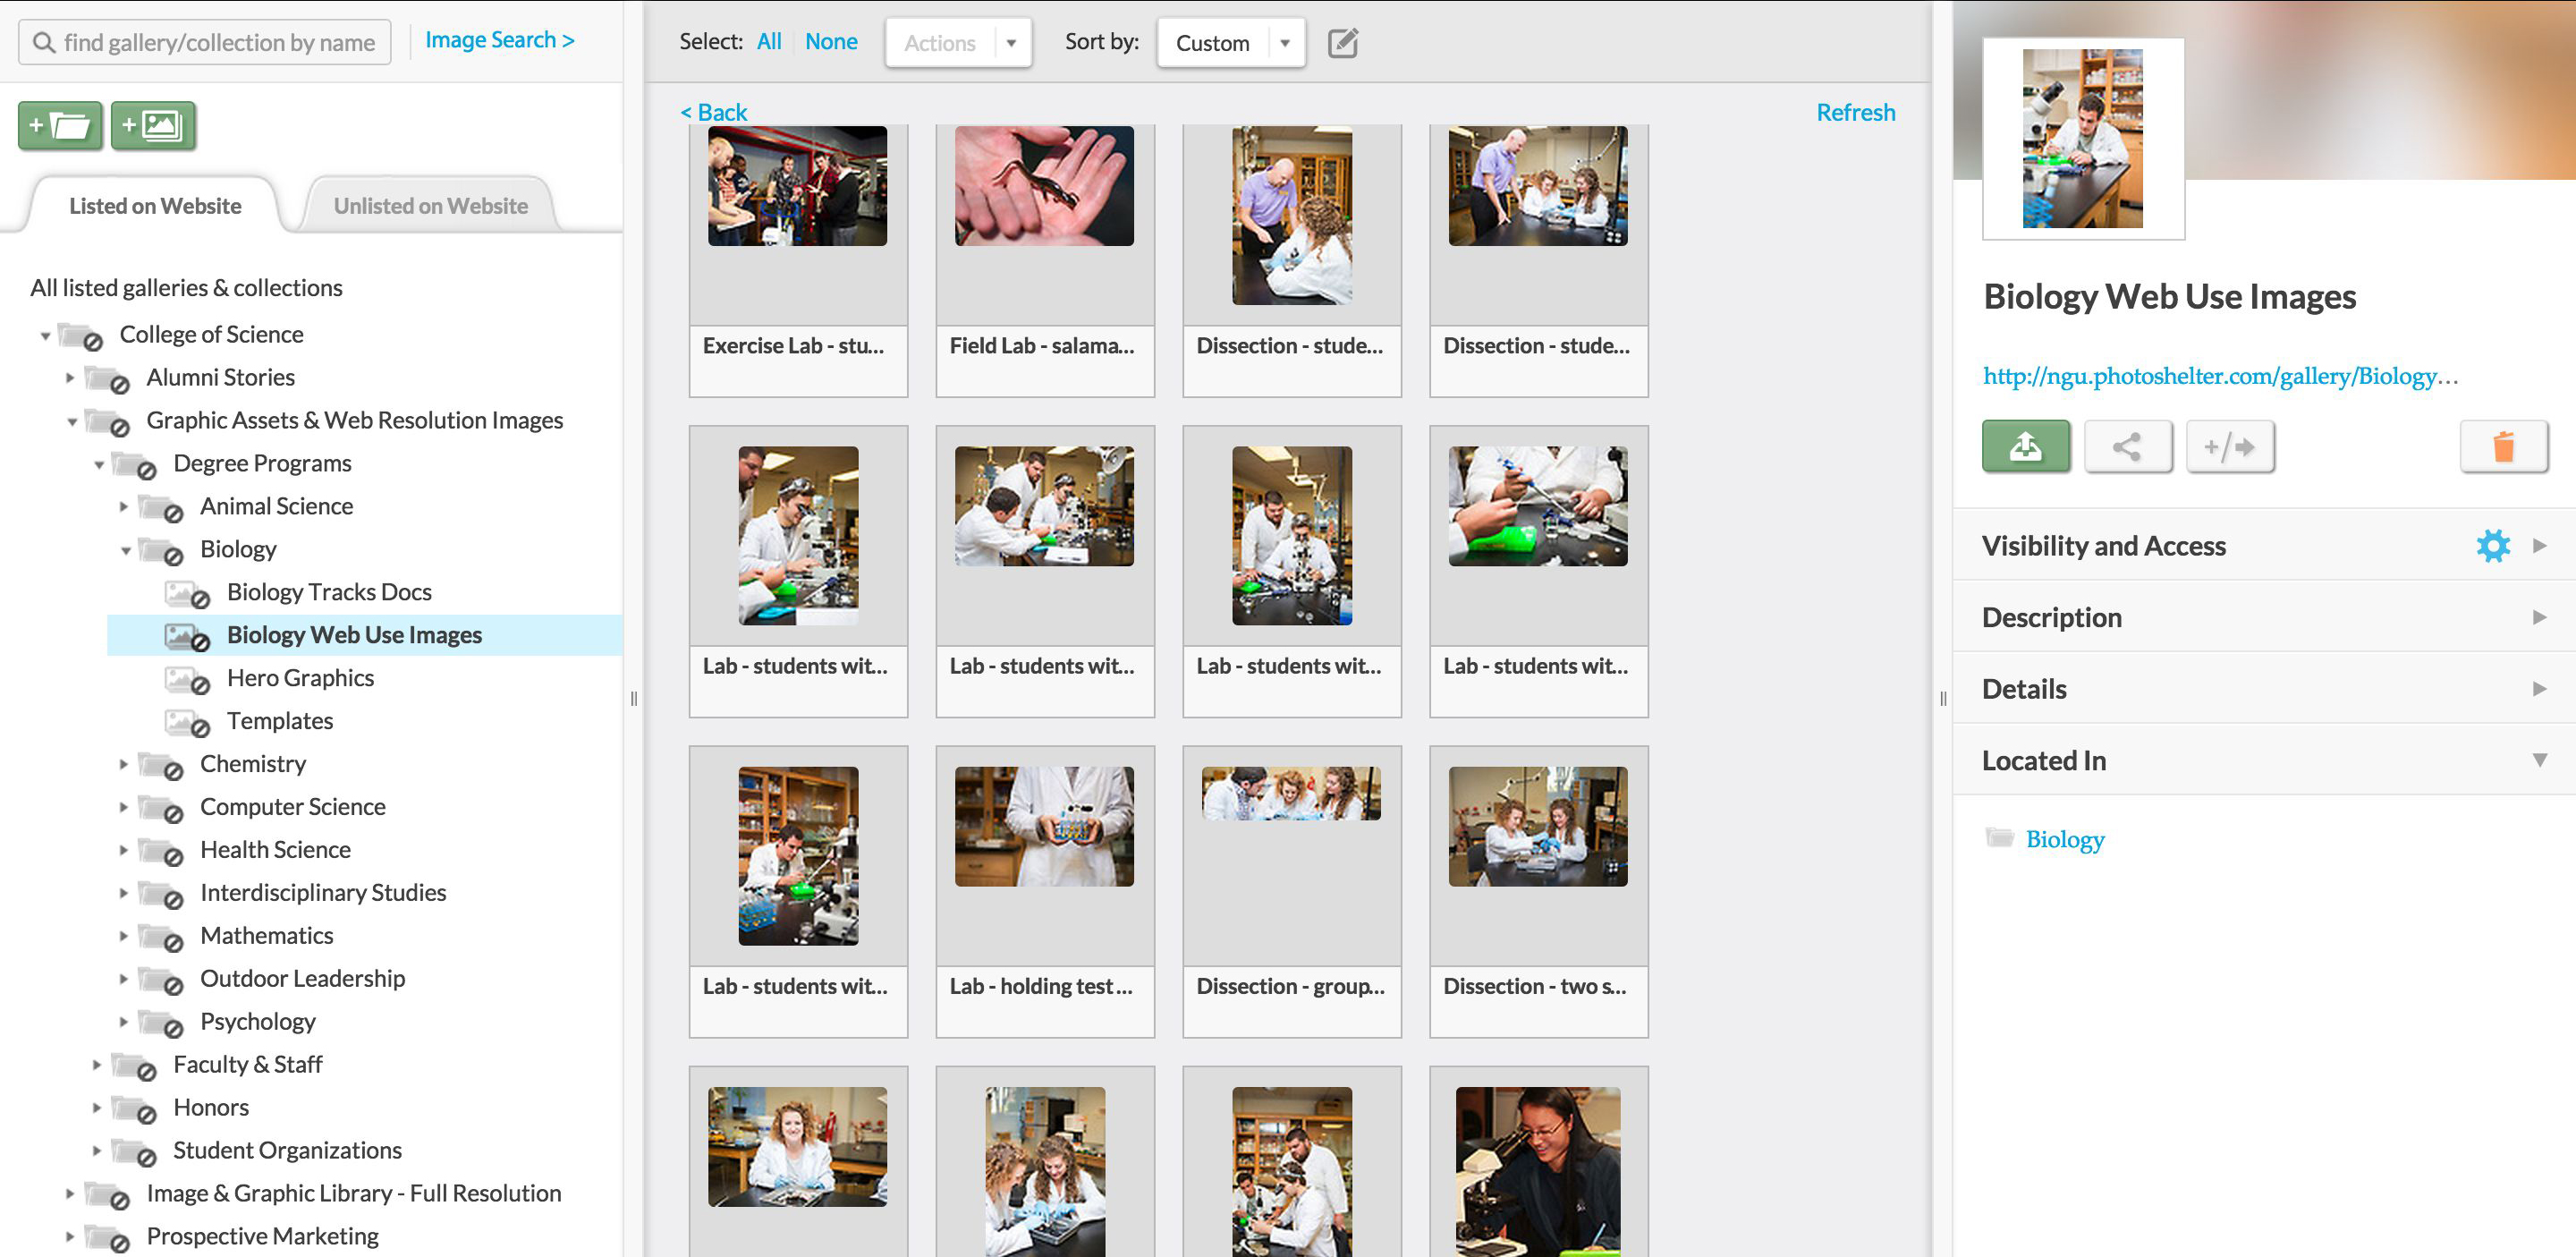 find gallery/collection by name
Image Search >
Select: All None
Actions
Sort by:
Custom
< Back
Refresh
+
+
Listed on Website
Unlisted on Website
All listed galleries & collections
College of Science
Alumni Stories
Graphic Assets & Web Resolution Images
Degree Programs
Animal Science
Biology
Biology Tracks Docs
Biology Web Use Images
Hero Graphics
Templates
Chemistry
Computer Science
Health Science
Interdisciplinary Studies
Mathematics
Outdoor Leadership
Psychology
Faculty & Staff
Honors
Student Organizations
Image & Graphic Library - Full Resolution
Prospective Marketing
Exercise Lab - stu...
Field Lab - salama...
Dissection - stude...
Dissection - stude...
Lab - students wit...
Lab - students wit...
Lab - students wit...
Lab - students wit...
Lab - students wit...
Lab - holding test ...
Dissection - group...
Dissection - two s...
Biology Web Use Images
http://ngu.photoshelter.com/gallery/Biology...
+/
Visibility and Access
Description
Details
Located In
Biology